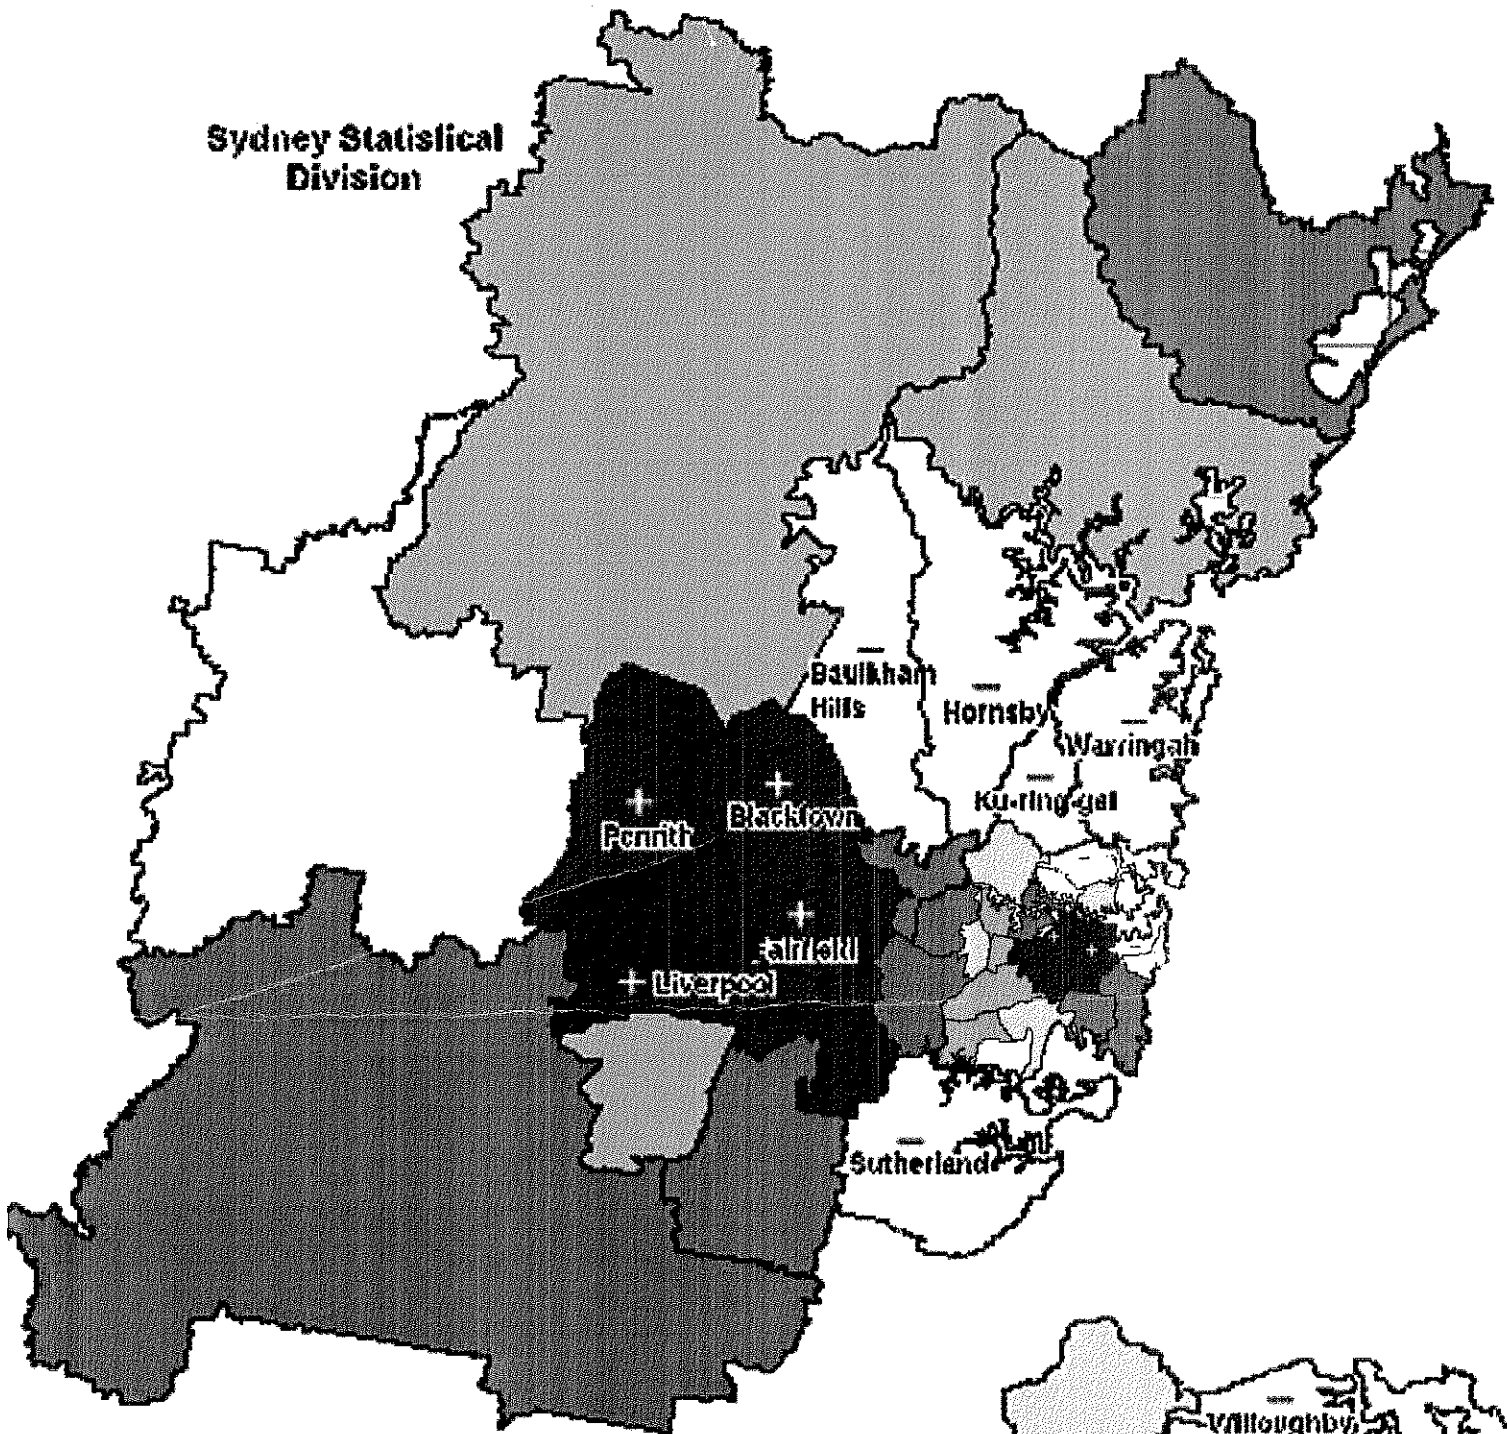 Sydney Statistical
Division
Baulkham
Hills
Hornsby
Warringah
Ku-ring-gai
Penrith
Blacktown
Fairfield
Liverpool
Sutherland
Willoughby